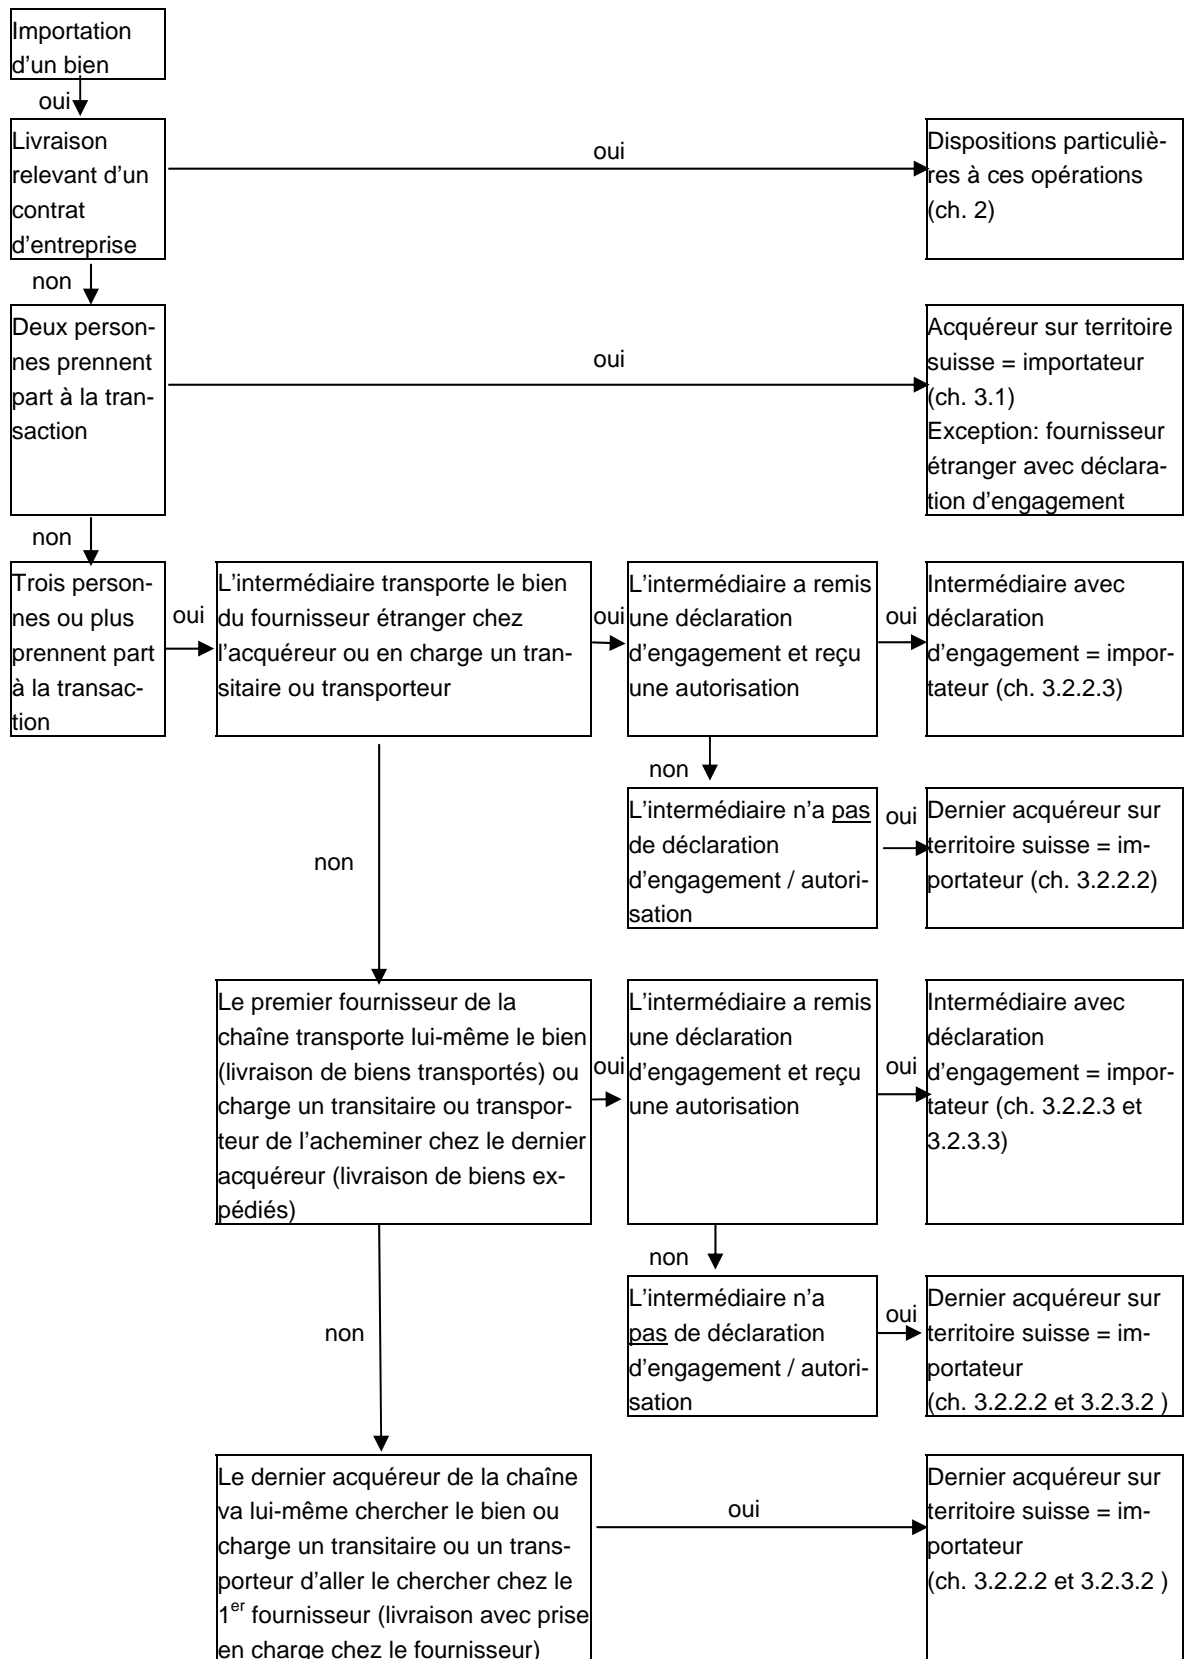 Importation
d'un bien
oui
Livraison
relevant d'un
contrat
d'entreprise
oui
Dispositions particuliè-
res à ces opérations
(ch. 2)
non
Deux person-
nes prennent
part à la tran-
saction
oui
Acquéreur sur territoire
suisse = importateur
(ch. 3.1)
Exception: fournisseur
étranger avec déclara-
tion d'engagement
non
Trois person-
nes ou plus
prennent part
à la transac-
tion
oui
L'intermédiaire transporte le bien
du fournisseur étranger chez
l'acquéreur ou en charge un tran-
sitaire ou transporteur
oui
L'intermédiaire a remis
une déclaration
d'engagement et reçu
une autorisation
oui
Intermédiaire avec
déclaration
d'engagement = impor-
tateur (ch. 3.2.2.3)
non
L'intermédiaire n'a pas
de déclaration
d'engagement / autori-
sation
oui
Dernier acquéreur sur
territoire suisse = im-
portateur (ch. 3.2.2.2)
non
Le premier fournisseur de la
chaîne transporte lui-même le bien
(livraison de biens transportés) ou
charge un transitaire ou transpor-
teur de l'acheminer chez le dernier
acquéreur (livraison de biens ex-
pédiés)
oui
L'intermédiaire a remis
une déclaration
d'engagement et reçu
une autorisation
oui
Intermédiaire avec
déclaration
d'engagement = impor-
tateur (ch. 3.2.2.3 et
3.2.3.3)
non
L'intermédiaire n'a
pas de déclaration
d'engagement / autori-
sation
oui
Dernier acquéreur sur
territoire suisse = im-
portateur
(ch. 3.2.2.2 et 3.2.3.2 )
non
Le dernier acquéreur de la chaîne
va lui-même chercher le bien ou
charge un transitaire ou un trans-
porteur d'aller le chercher chez le
1er fournisseur (livraison avec prise
en charge chez le fournisseur)
oui
Dernier acquéreur sur
territoire suisse = im-
portateur
(ch. 3.2.2.2 et 3.2.3.2 )